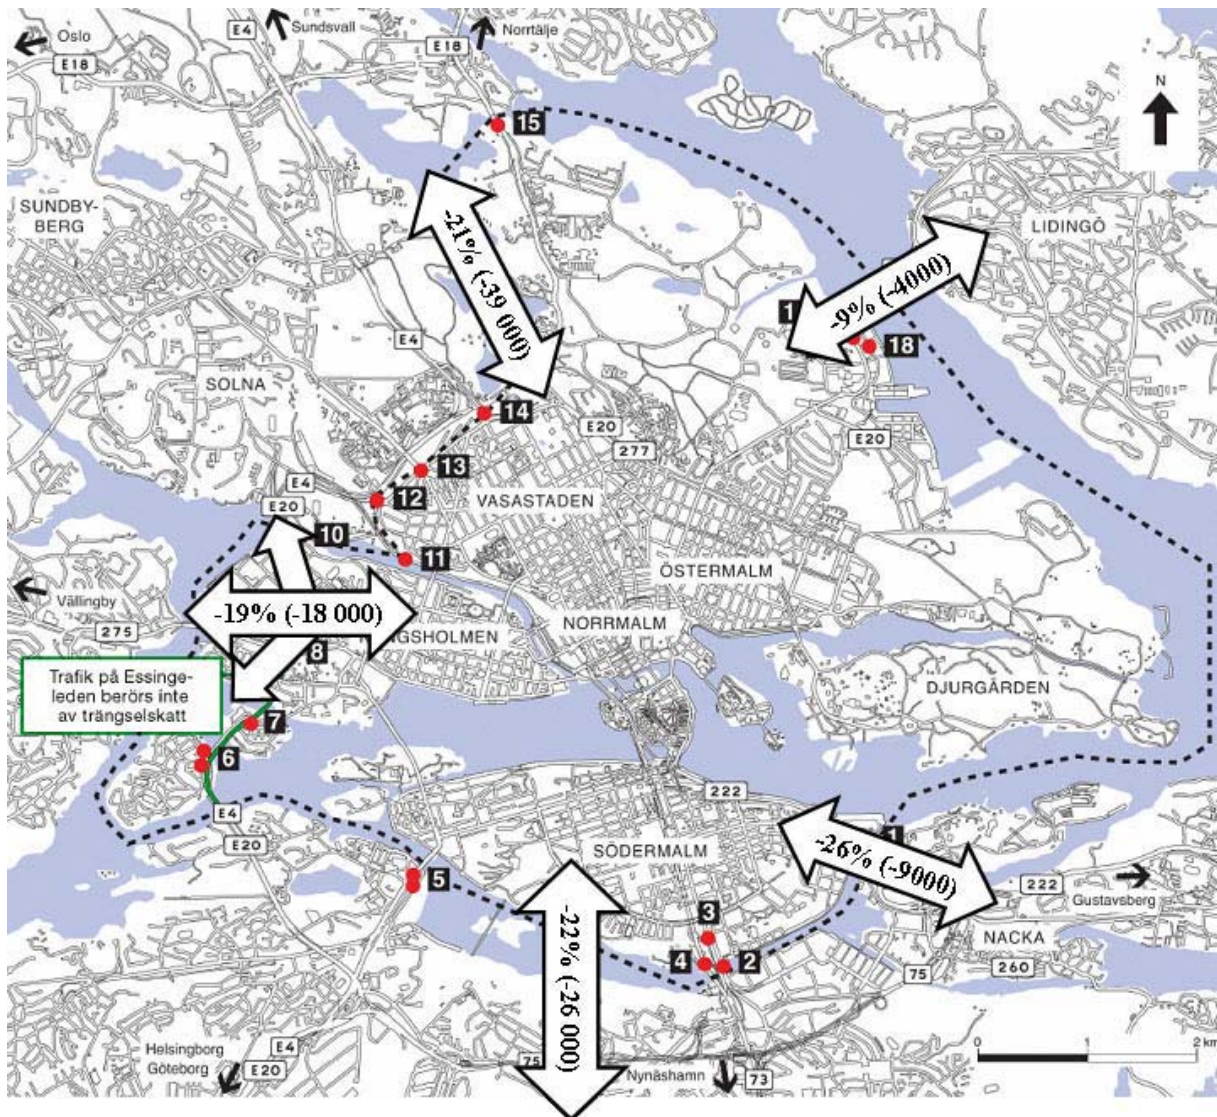 E4
Sundsvall
E18
Norrtälje
Oslo
E18
N
15
SUNDBY-
BERG
LIDINGÖ
-21% (-39 000)
-9% (-4000)
1
18
E4
SOLNA
14
E20
277
E20
13
E4
12
VASASTADEN
E20
10
11
ÖSTERMALM
Vällingby
-19% (-18 000)
NORRMALM
275
NGSHOLMEN
8
Trafik på Essinge-
leden berörs inte
av trängselskatt
DJURGÅRDEN
7
6
222
E4
1
E20
SÖDERMALM
-26% (-9000)
5
222
Gustavsberg
3
NACKA
4
2
75
260
-22% (-26 000)
Helsingborg
Göteborg
E4
E20
75
Nynäshamn
73
0
1
2 km